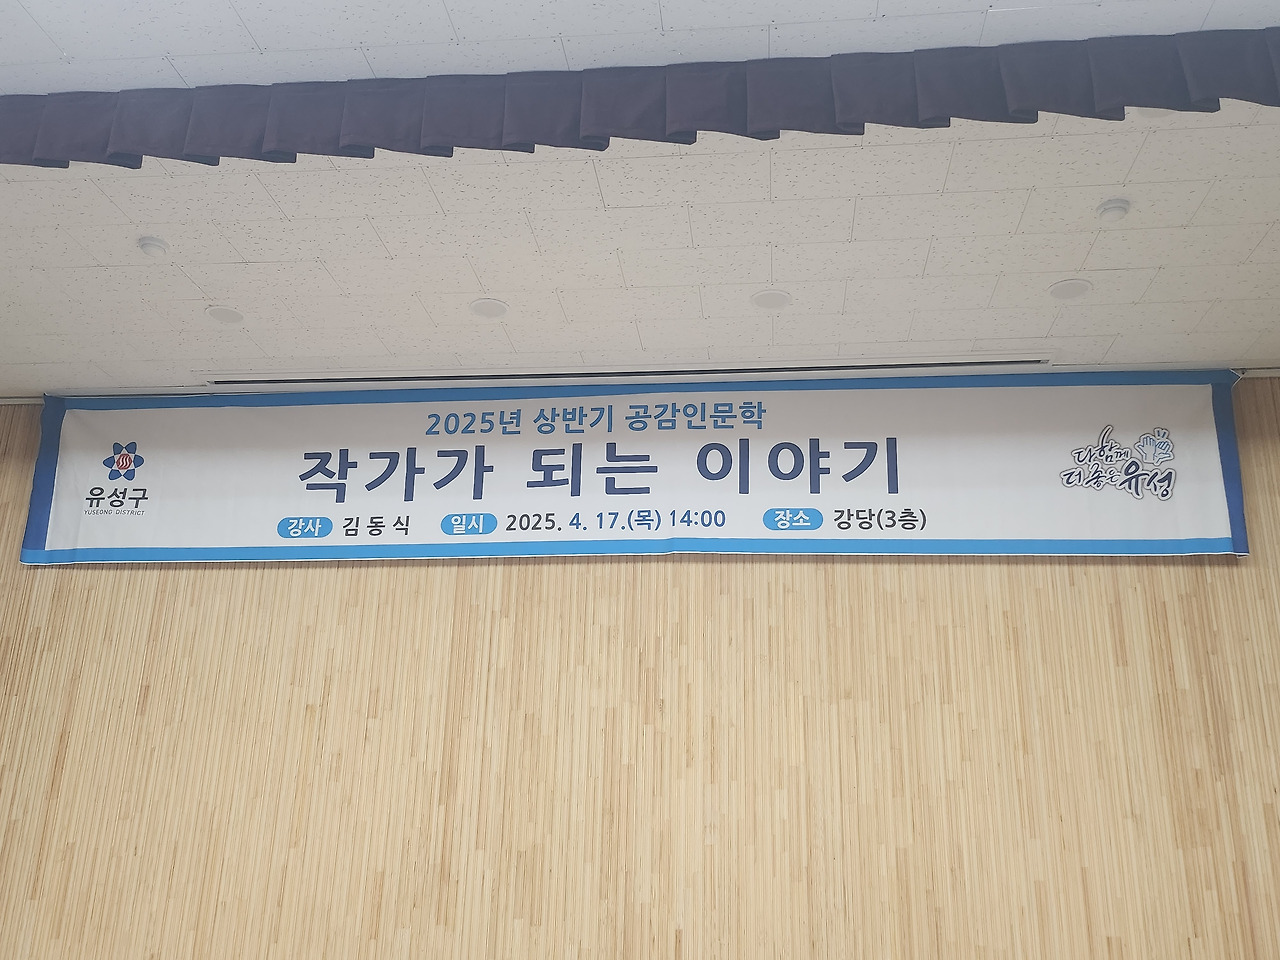 2025년 상반기 공감인문학
작가가 되는 이야기
강사 김동식 일시 2025. 4. 17.(목) 14:00 장소 강당(3층)
유성구
YUSEONG DISTRICT
다함께
더 좋은 유성